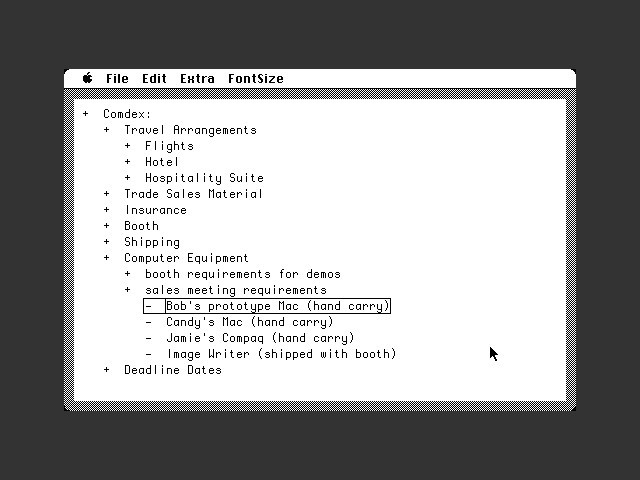 File Edit Extra FontSize
+ Comdex:
+ Travel Arrangements
+ Flights
+ Hotel
+ Hospitality Suite
+ Trade Sales Material
+ Insurance
+ Booth
+ Shipping
+ Computer Equipment
+ booth requirements for demos
+ sales meeting requirements
- Bob's prototype Mac (hand carry)
- Candy's Mac (hand carry)
- Jamie's Compaq (hand carry)
- Image Writer (shipped with booth)
+ Deadline Dates